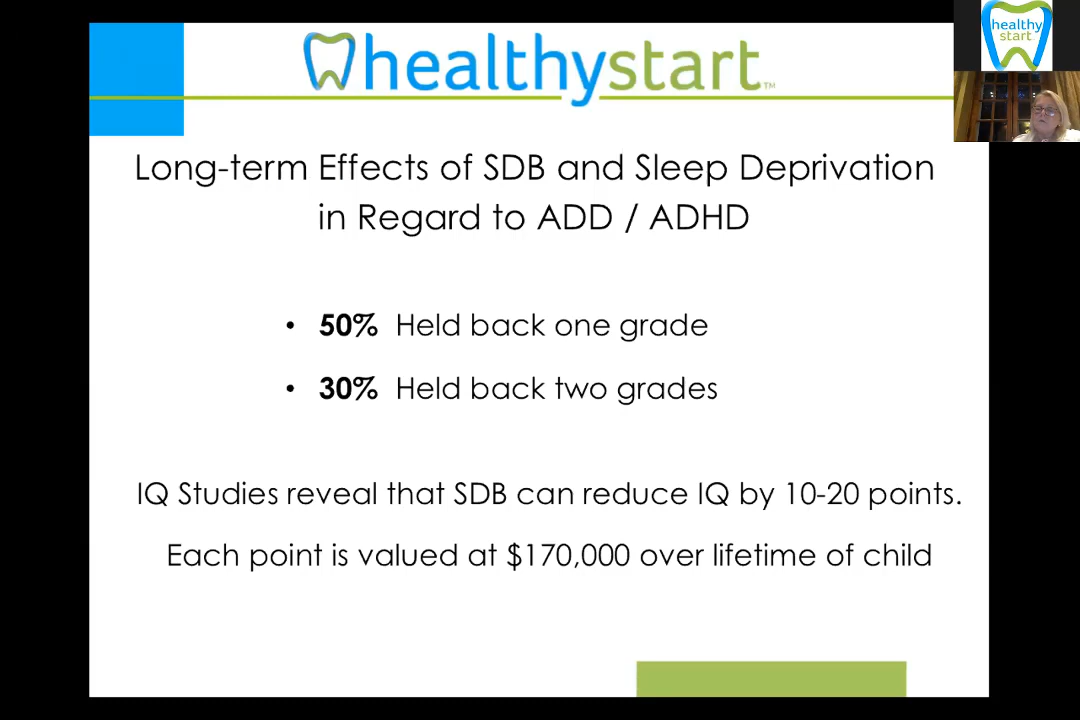 healthystart™
healthy
start
Long-term Effects of SDB and Sleep Deprivation
in Regard to ADD / ADHD
• 50% Held back one grade
• 30% Held back two grades
IQ Studies reveal that SDB can reduce IQ by 10-20 points.
Each point is valued at $170,000 over lifetime of child